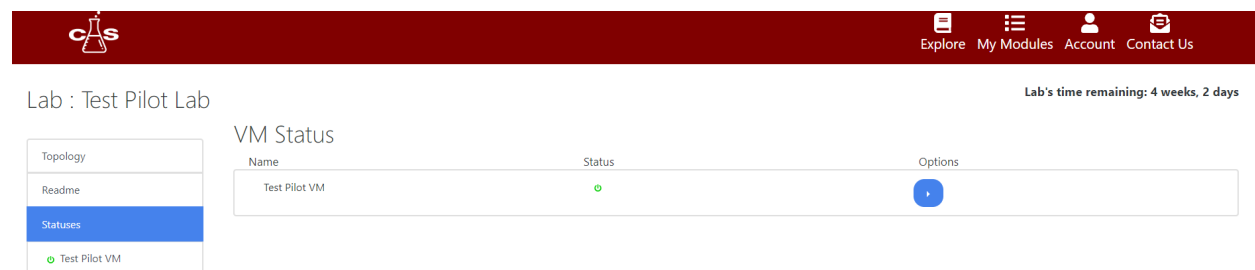 CAS
Explore My Modules Account Contact Us
Lab : Test Pilot Lab
Lab's time remaining: 4 weeks, 2 days
VM Status
Topology
Readme
Statuses
Test Pilot VM
Name Status Options
Test Pilot VM